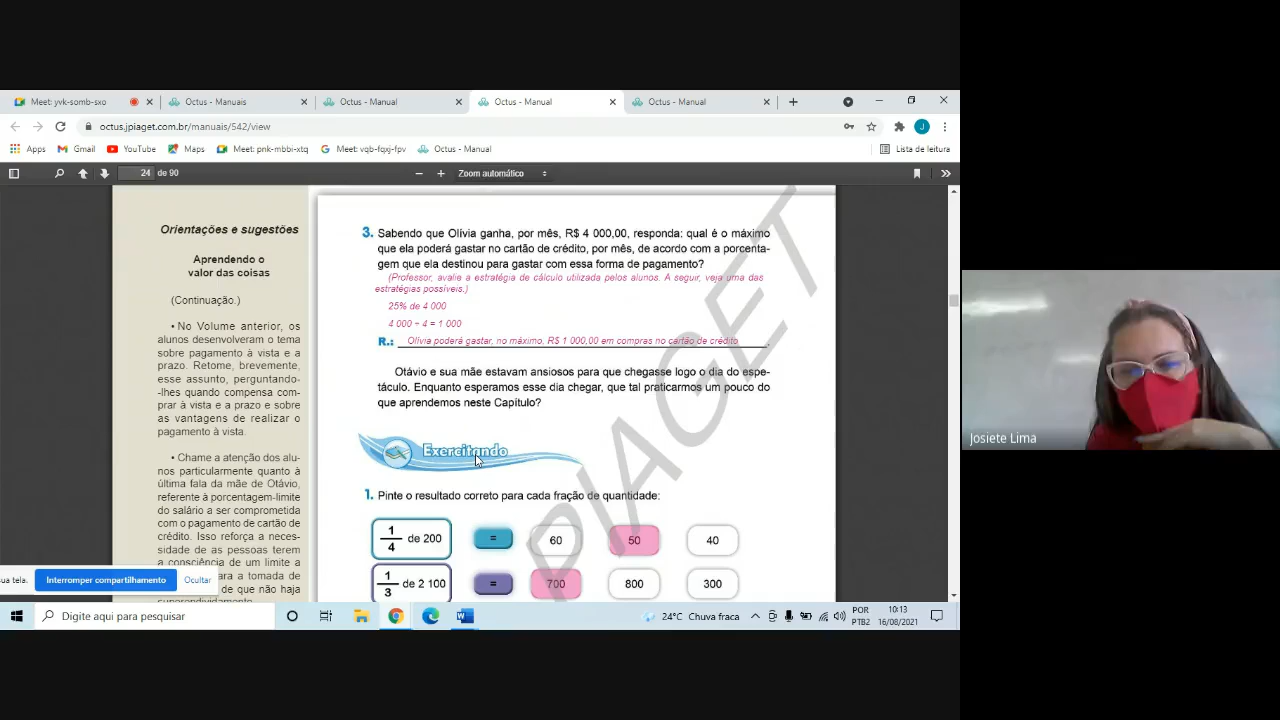 Meet: yvk-somb-sxo
Octus - Manuais
Octus - Manual
Octus - Manual
Octus - Manual
octus.jpiaget.com.br/manuais/542/view
J
Apps
Gmail
YouTube
Maps
Meet: pnk-mbbi-xtq
Meet: vqb-fqxj-fpv
Octus - Manual
Lista de leitura
24 de 90
Zoom automático
Orientações e sugestões
Aprendendo o
valor das coisas
(Continuação.)
• No Volume anterior, os
alunos desenvolveram o tema
sobre pagamento à vista e a
prazo. Retome, brevemente,
esse assunto, perguntando-
-lhes quando compensa com-
prar à vista e a prazo e sobre
as vantagens de realizar o
pagamento à vista.
• Chame a atenção dos alu-
nos particularmente quanto à
última fala da mãe de Otávio,
referente à porcentagem-limite
do salário a ser comprometida
com o pagamento de cartão de
crédito. Isso reforça a neces-
sidade de as pessoas terem
a consciência de um limite a
ara a tomada de
de que não haja
superendividamento.
3. Sabendo que Olívia ganha, por mês, R$ 4 000,00, responda: qual é o máximo
que ela poderá gastar no cartão de crédito, por mês, de acordo com a porcenta-
gem que ela destinou para gastar com essa forma de pagamento?
(Professor, avalie a estratégia de cálculo utilizada pelos alunos. A seguir, veja uma das
estratégias possíveis.)
25% de 4 000
4 000 ÷ 4 = 1 000
R.: Olívia poderá gastar, no máximo, R$ 1 000,00 em compras no cartão de crédito.
Otávio e sua mãe estavam ansiosos para que chegasse logo o dia do espe-
táculo. Enquanto esperamos esse dia chegar, que tal praticarmos um pouco do
que aprendemos neste Capítulo?
Exercitando
1. Pinte o resultado correto para cada fração de quantidade:
1/4 de 200 = 60 50 40
1/3 de 2 100 = 700 800 300
PIAGET
sua tela.
Interromper compartilhamento
Ocultar
Digite aqui para pesquisar
24°C Chuva fraca
POR
PTB2
10:13
16/08/2021
Josiete Lima